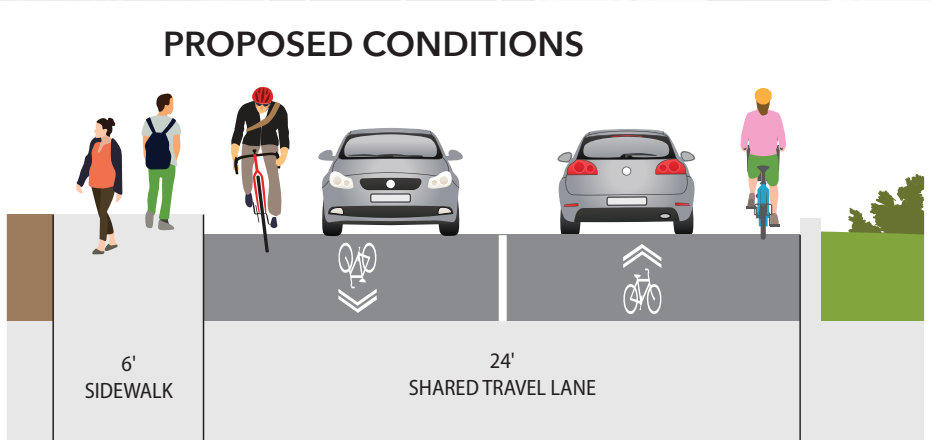 PROPOSED CONDITIONS
6'
SIDEWALK
24'
SHARED TRAVEL LANE